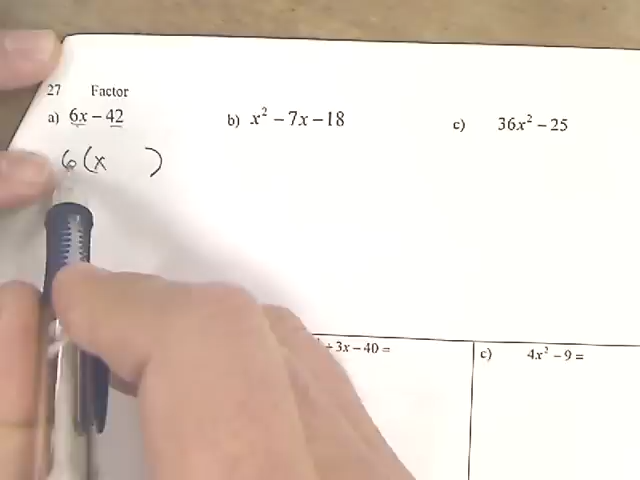 27 Factor
a) 6x − 42
b) x² − 7x − 18
c) 36x² − 25
6 ( x )
+ 3x − 40 =
c) 4x² − 9 =